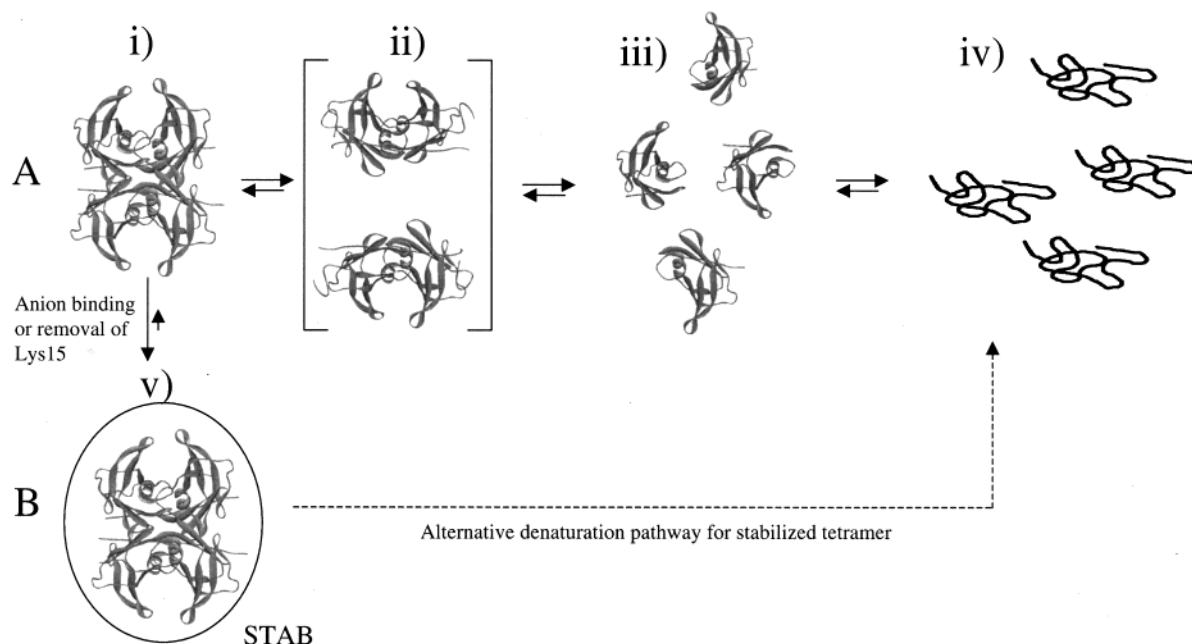 i)
ii)
iii)
iv)
A
Anion binding
or removal of
Lys15
v)
B
Alternative denaturation pathway for stabilized tetramer
STAB